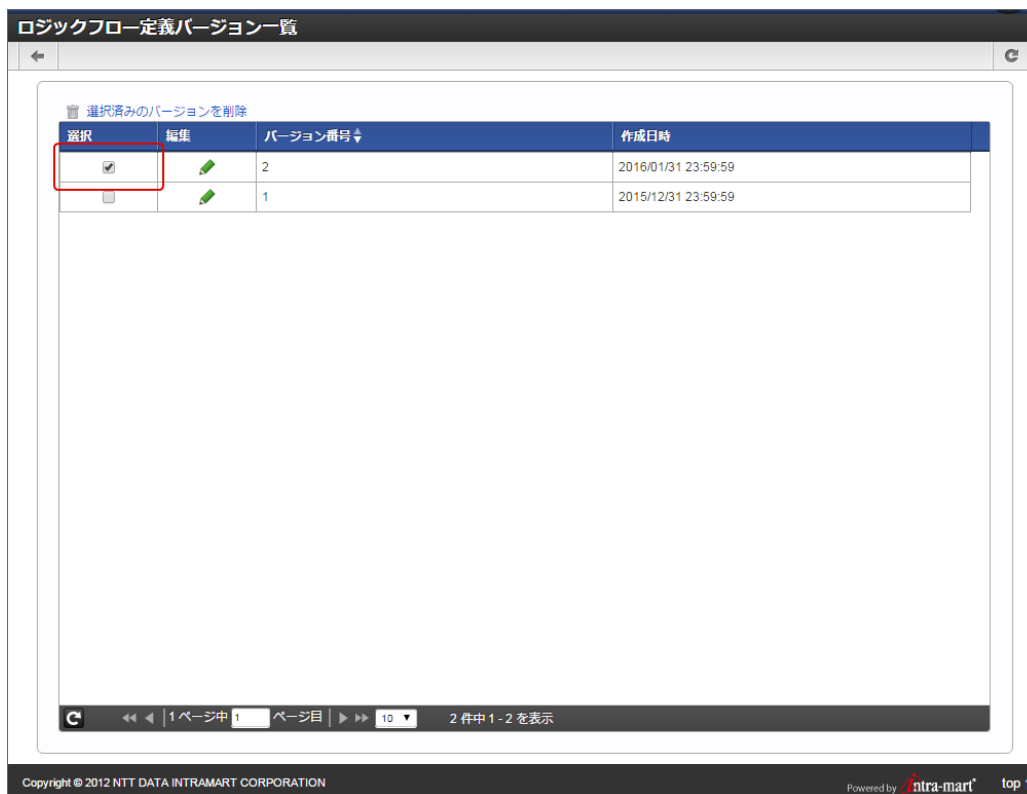 ロジックフロー定義バージョン一覧
選択済みのバージョンを削除
選択 編集 バージョン番号 作成日時
2 2016/01/31 23:59:59
1 2015/12/31 23:59:59
1 ページ中 1 ページ目 10 2 件中 1 - 2 を表示
Copyright © 2012 NTT DATA INTRAMART CORPORATION Powered by intra-mart top